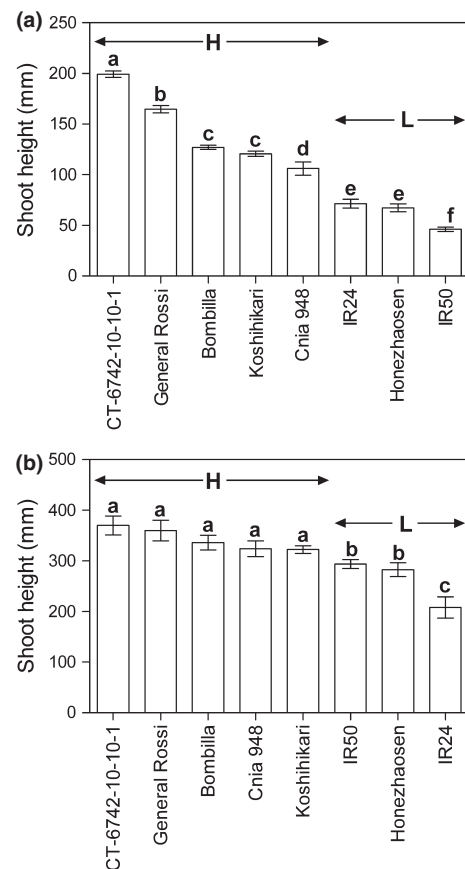 (a)
250
200
150
100
50
0
Shoot height (mm)
H
L
a
b
c
c
d
e
e
f
CT-6742-10-10-1
General Rossi
Bombilla
Koshihikari
Cnia 948
IR24
Honezhaosen
IR50
(b)
500
400
300
200
100
0
Shoot height (mm)
H
L
a
a
a
a
a
b
b
c
CT-6742-10-10-1
General Rossi
Bombilla
Cnia 948
Koshihikari
IR50
Honezhaosen
IR24